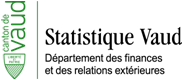 canton de
vaud
Statistique Vaud
Département des finances
et des relations extérieures